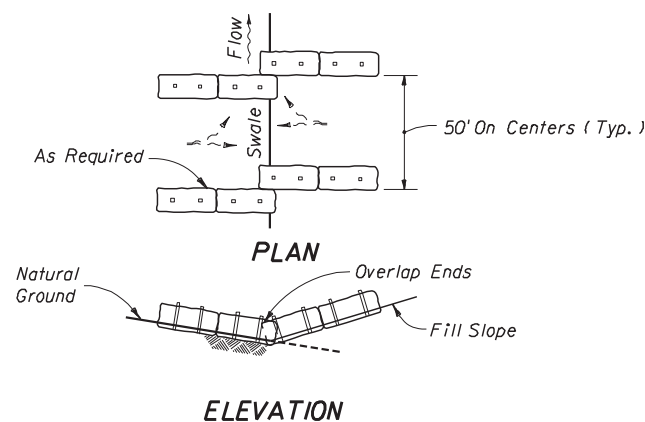 Flow
Swale
50' On Centers (Typ.)
As Required
PLAN
Natural
Ground
Overlap Ends
Fill Slope
ELEVATION